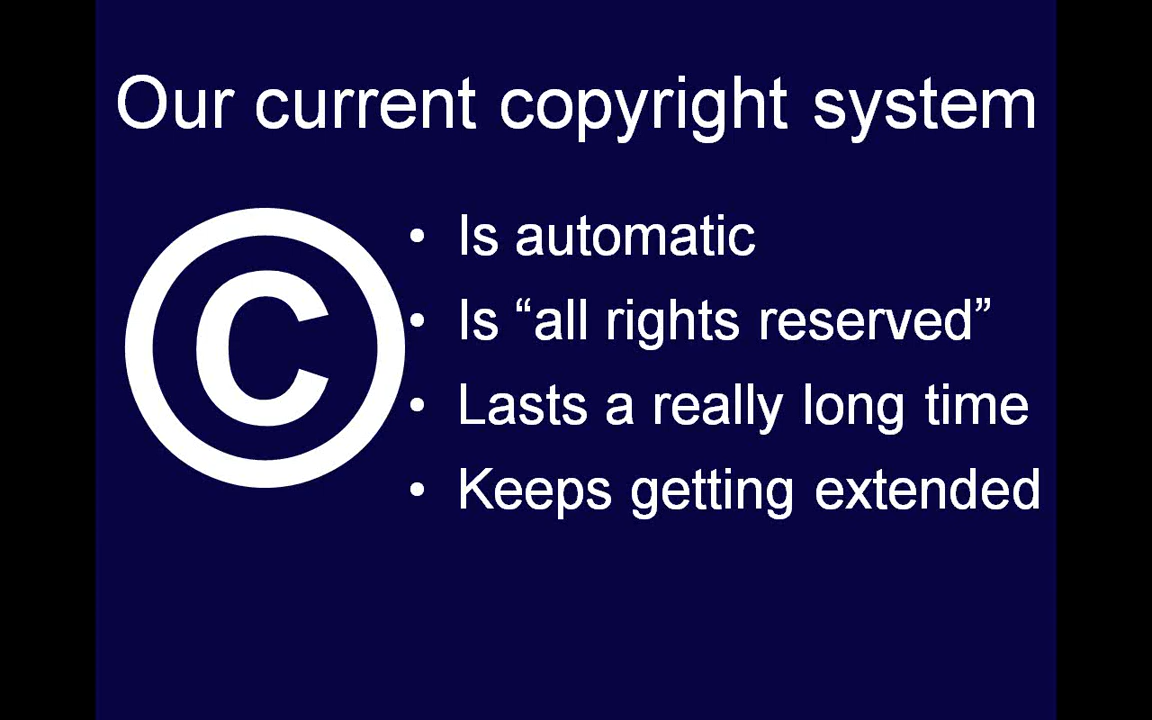 Our current copyright system
©
• Is automatic
• Is “all rights reserved”
• Lasts a really long time
• Keeps getting extended